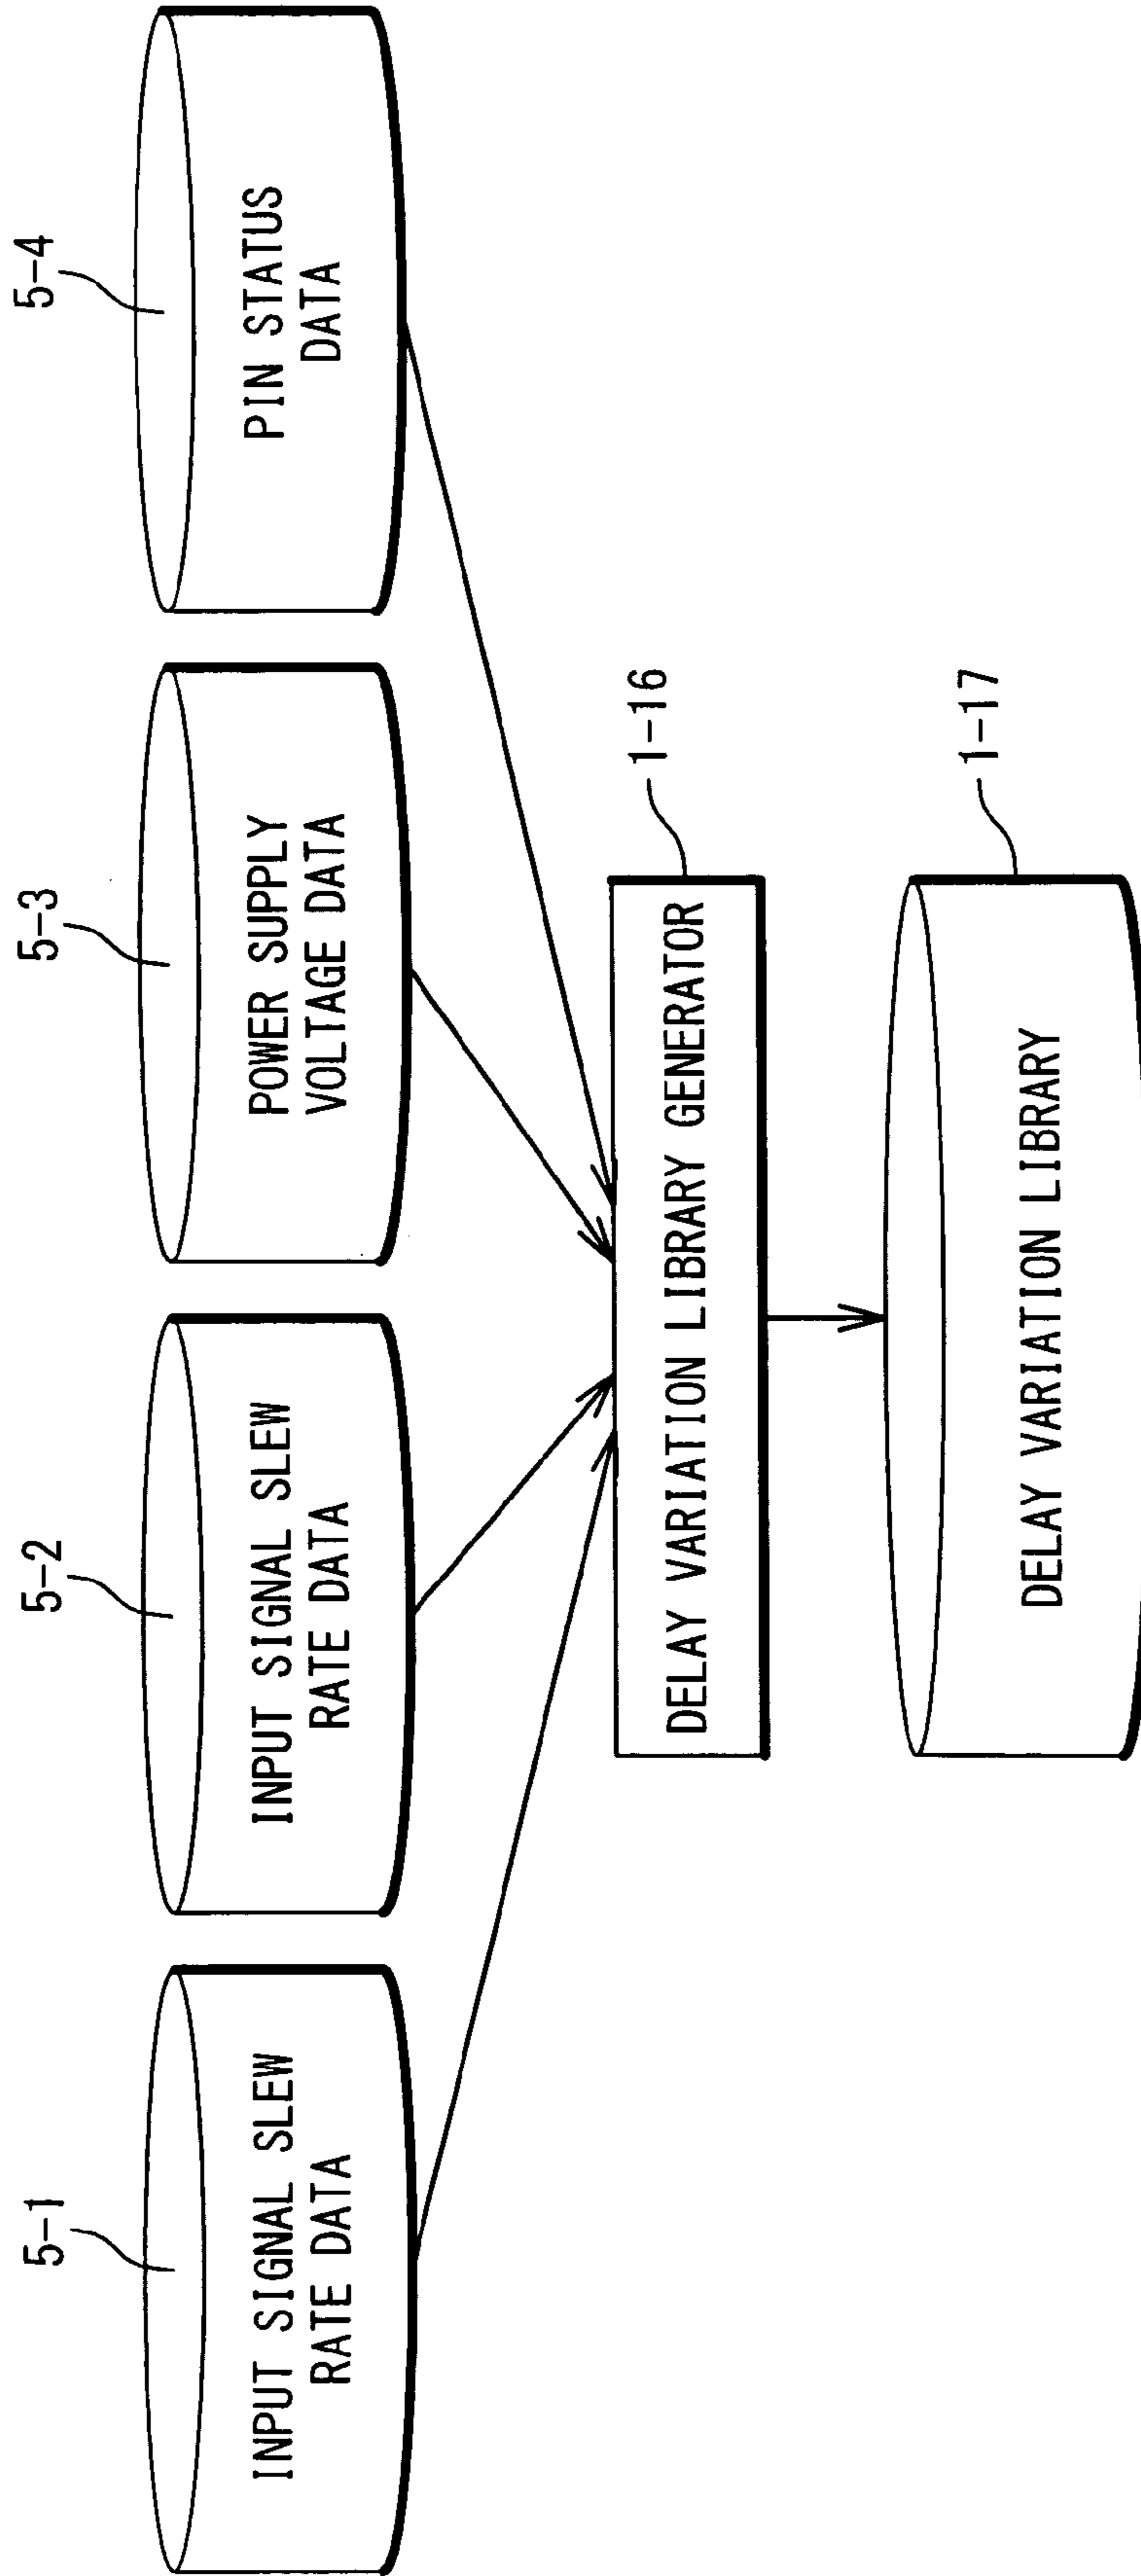 5-1
INPUT SIGNAL SLEW
RATE DATA
5-2
INPUT SIGNAL SLEW
RATE DATA
5-3
POWER SUPPLY
VOLTAGE DATA
5-4
PIN STATUS
DATA
1-16
DELAY VARIATION LIBRARY GENERATOR
1-17
DELAY VARIATION LIBRARY